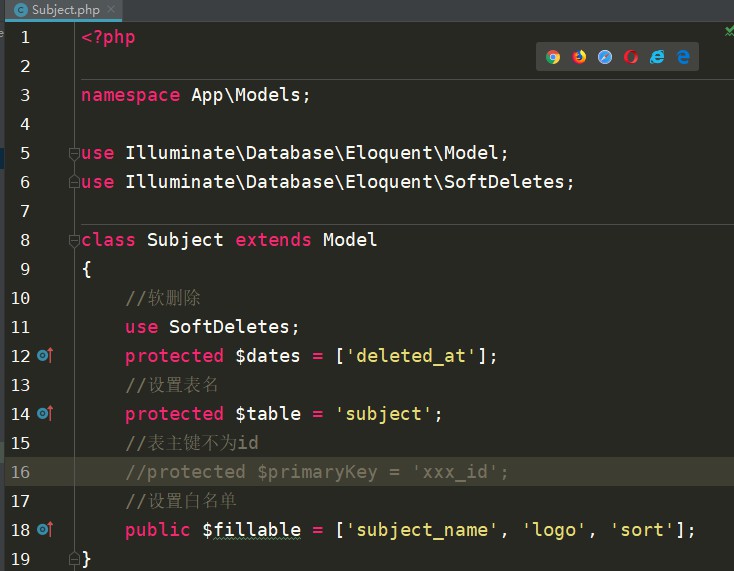 Subject.php
1 <?php
2
3 namespace App\Models;
4
5 use Illuminate\Database\Eloquent\Model;
6 use Illuminate\Database\Eloquent\SoftDeletes;
7
8 class Subject extends Model
9 {
10 //软删除
11 use SoftDeletes;
12 protected $dates = ['deleted_at'];
13 //设置表名
14 protected $table = 'subject';
15 //表主键不为id
16 //protected $primaryKey = 'xxx_id';
17 //设置白名单
18 public $fillable = ['subject_name', 'logo', 'sort'];
19 }